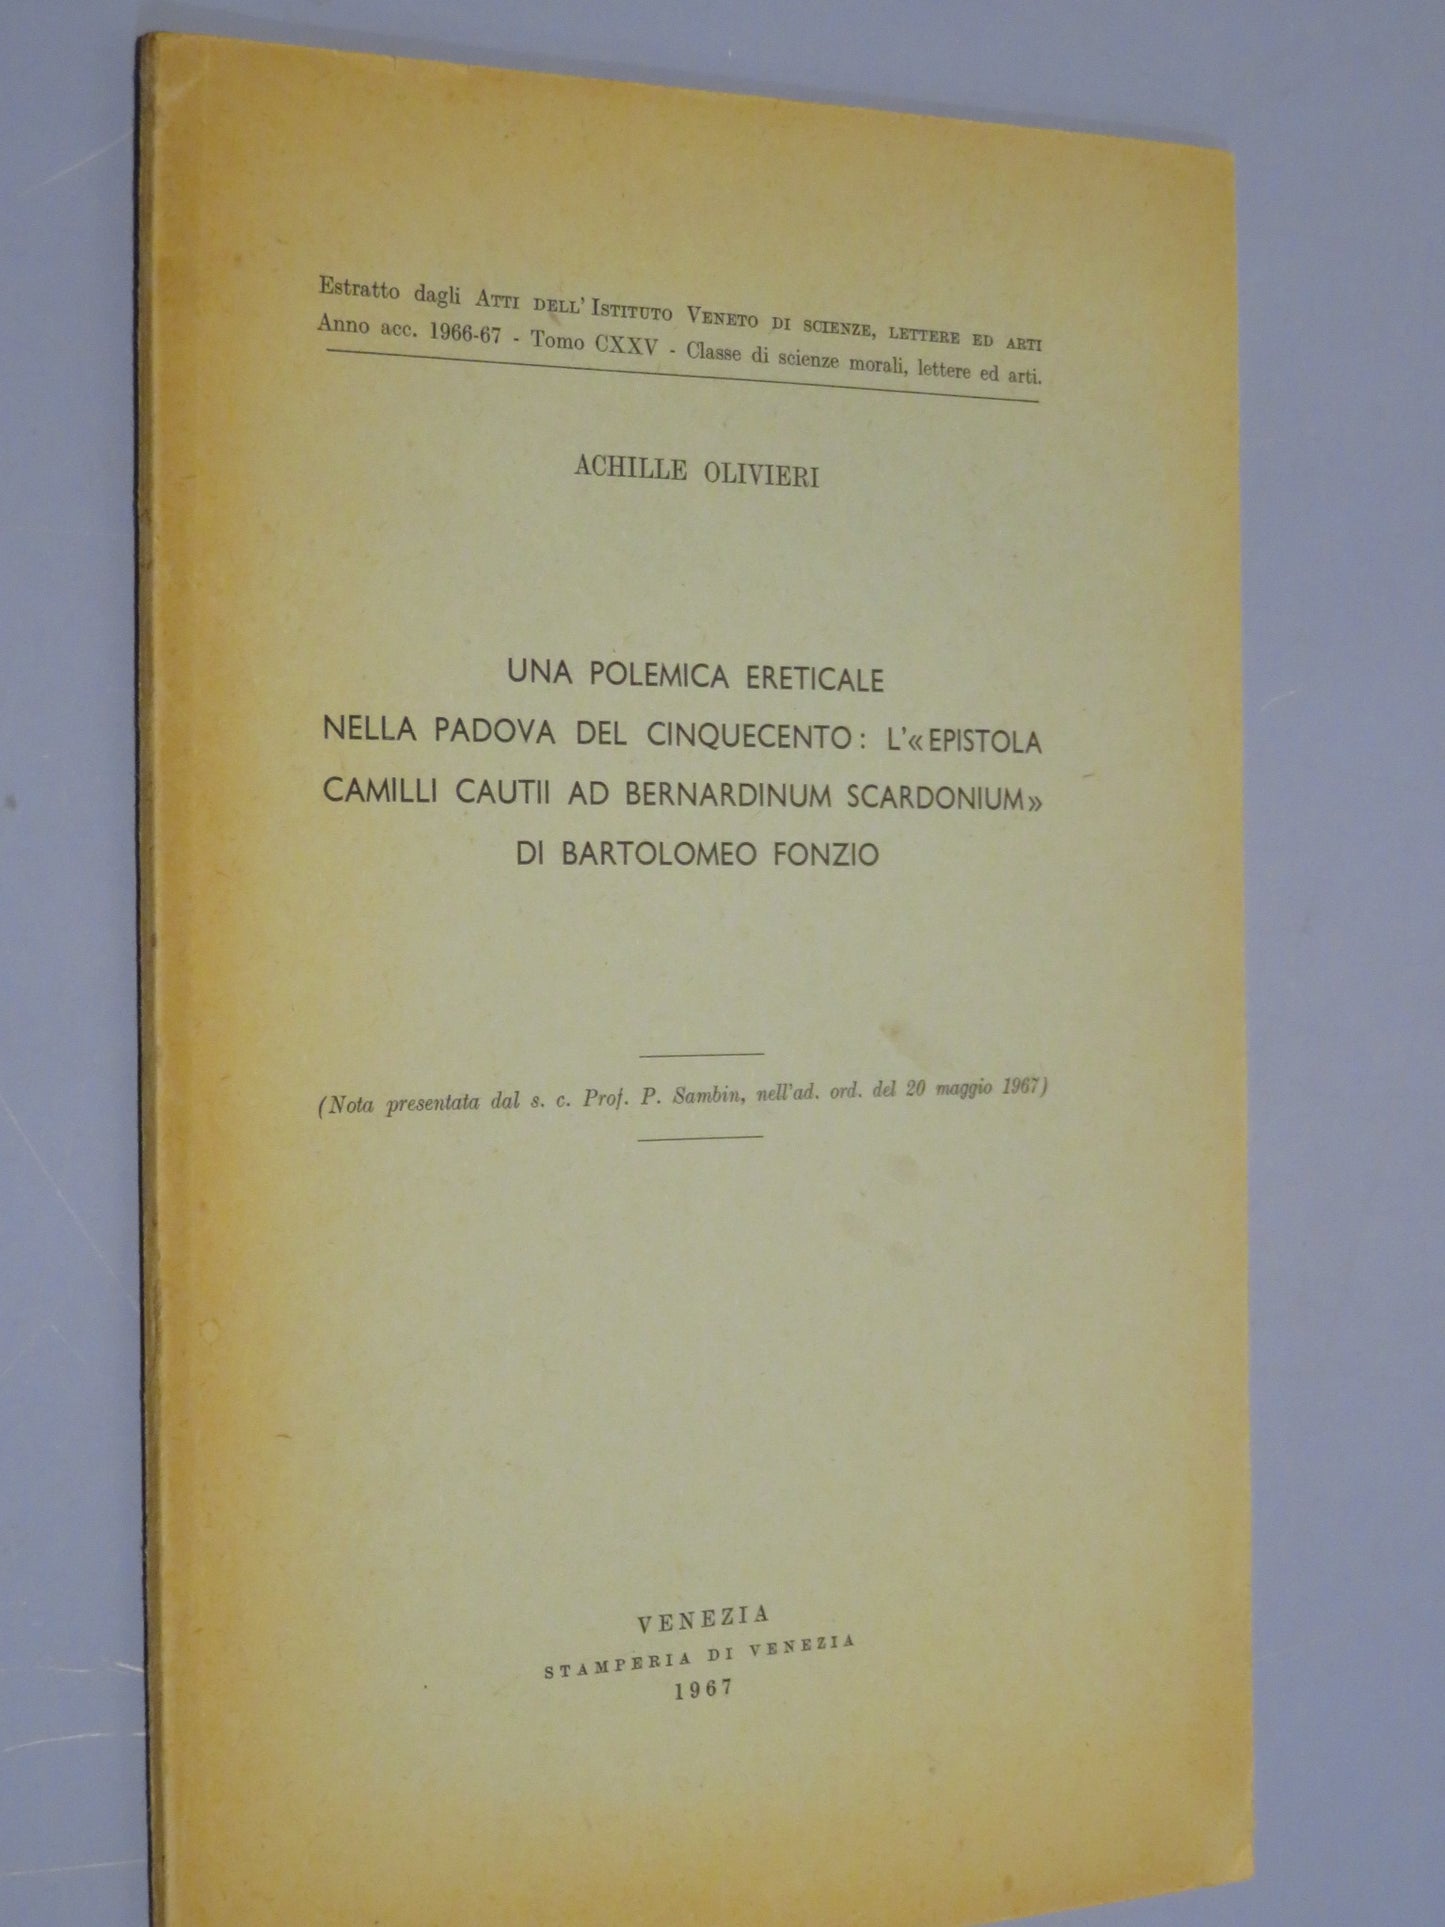 Estratto dagli ATTI DELL' ISTITUTO VENETO DI SCIENZE, LETTERE ED ARTI
Anno acc. 1966-67 - Tomo CXXV - Classe di scienze morali, lettere ed arti.
ACHILLE OLIVIERI
UNA POLEMICA ERETICALE
NELLA PADOVA DEL CINQUECENTO: L'«EPISTOLA
CAMILLI CAUTII AD BERNARDINUM SCARDONIUM»
DI BARTOLOMEO FONZIO
(Nota presentata dal s. c. Prof. P. Sambin, nell'ad. ord. del 20 maggio 1967)
VENEZIA
STAMPERIA DI VENEZIA
1967